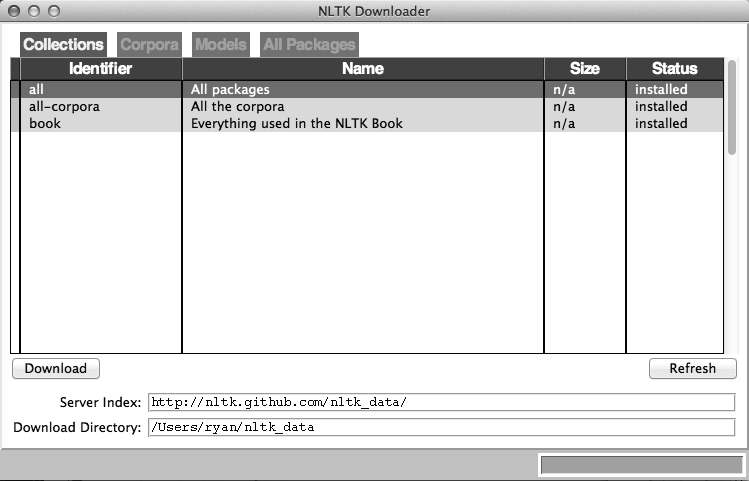 NLTK Downloader
Collections Corpora Models All Packages
Identifier Name Size Status
all All packages n/a installed
all-corpora All the corpora n/a installed
book Everything used in the NLTK Book n/a installed
Download Refresh
Server Index: http://nltk.github.com/nltk_data/
Download Directory: /Users/ryan/nltk_data